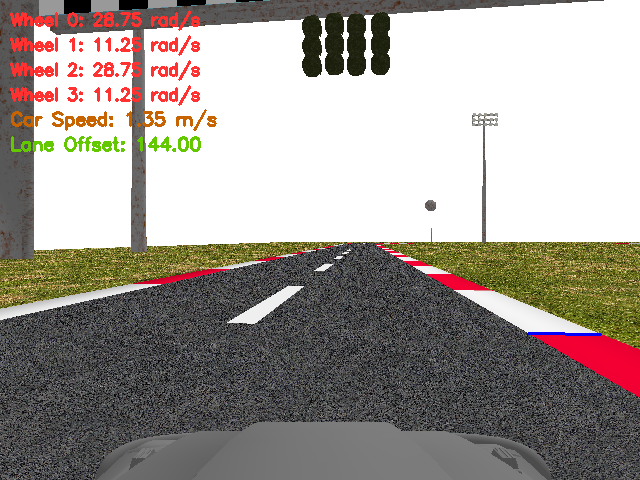 Wheel 0: 28.75 rad/s
Wheel 1: 11.25 rad/s
Wheel 2: 28.75 rad/s
Wheel 3: 11.25 rad/s
Car Speed: 1.35 m/s
Lane Offset: 144.00